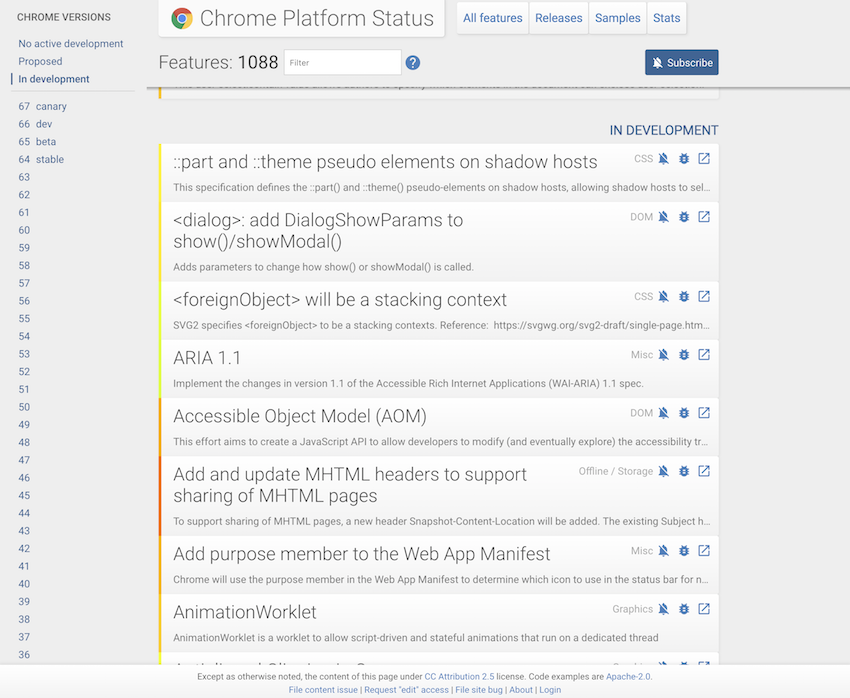 CHROME VERSIONS
No active development
Proposed
In development
67 canary
66 dev
65 beta
64 stable
63
62
61
60
59
58
57
56
55
54
53
52
51
50
49
48
47
46
45
44
43
42
41
40
39
38
37
36
Chrome Platform Status
All features
Releases
Samples
Stats
Features: 1088
Filter
?
Subscribe
IN DEVELOPMENT
::part and ::theme pseudo elements on shadow hosts
CSS
This specification defines the ::part() and ::theme() pseudo-elements on shadow hosts, allowing shadow hosts to sel...
<dialog>: add DialogShowParams to
show()/showModal()
DOM
Adds parameters to change how show() or showModal() is called.
<foreignObject> will be a stacking context
CSS
SVG2 specifies <foreignObject> to be a stacking contexts. Reference: https://svgwg.org/svg2-draft/single-page.htm...
ARIA 1.1
Misc
Implement the changes in version 1.1 of the Accessible Rich Internet Applications (WAI-ARIA) 1.1 spec.
Accessible Object Model (AOM)
DOM
This effort aims to create a JavaScript API to allow developers to modify (and eventually explore) the accessibility tr...
Add and update MHTML headers to support
sharing of MHTML pages
Offline / Storage
To support sharing of MHTML pages, a new header Snapshot-Content-Location will be added. The existing Subject h...
Add purpose member to the Web App Manifest
Misc
Chrome will use the purpose member in the Web App Manifest to determine which icon to use in the status bar for n...
AnimationWorklet
Graphics
AnimationWorklet is a worklet to allow script-driven and stateful animations that run on a dedicated thread
Except as otherwise noted, the content of this page under CC Attribution 2.5 license. Code examples are Apache-2.0.
File content issue | Request "edit" access | File site bug | About | Login